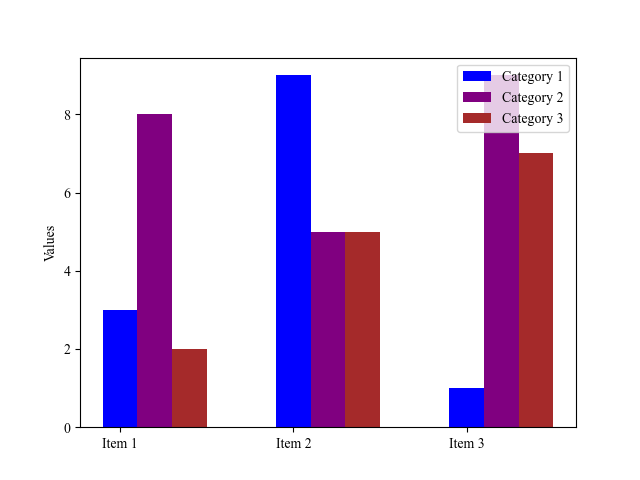 Category 1
Category 2
Category 3
Values
8
6
4
2
0
Item 1 Item 2 Item 3